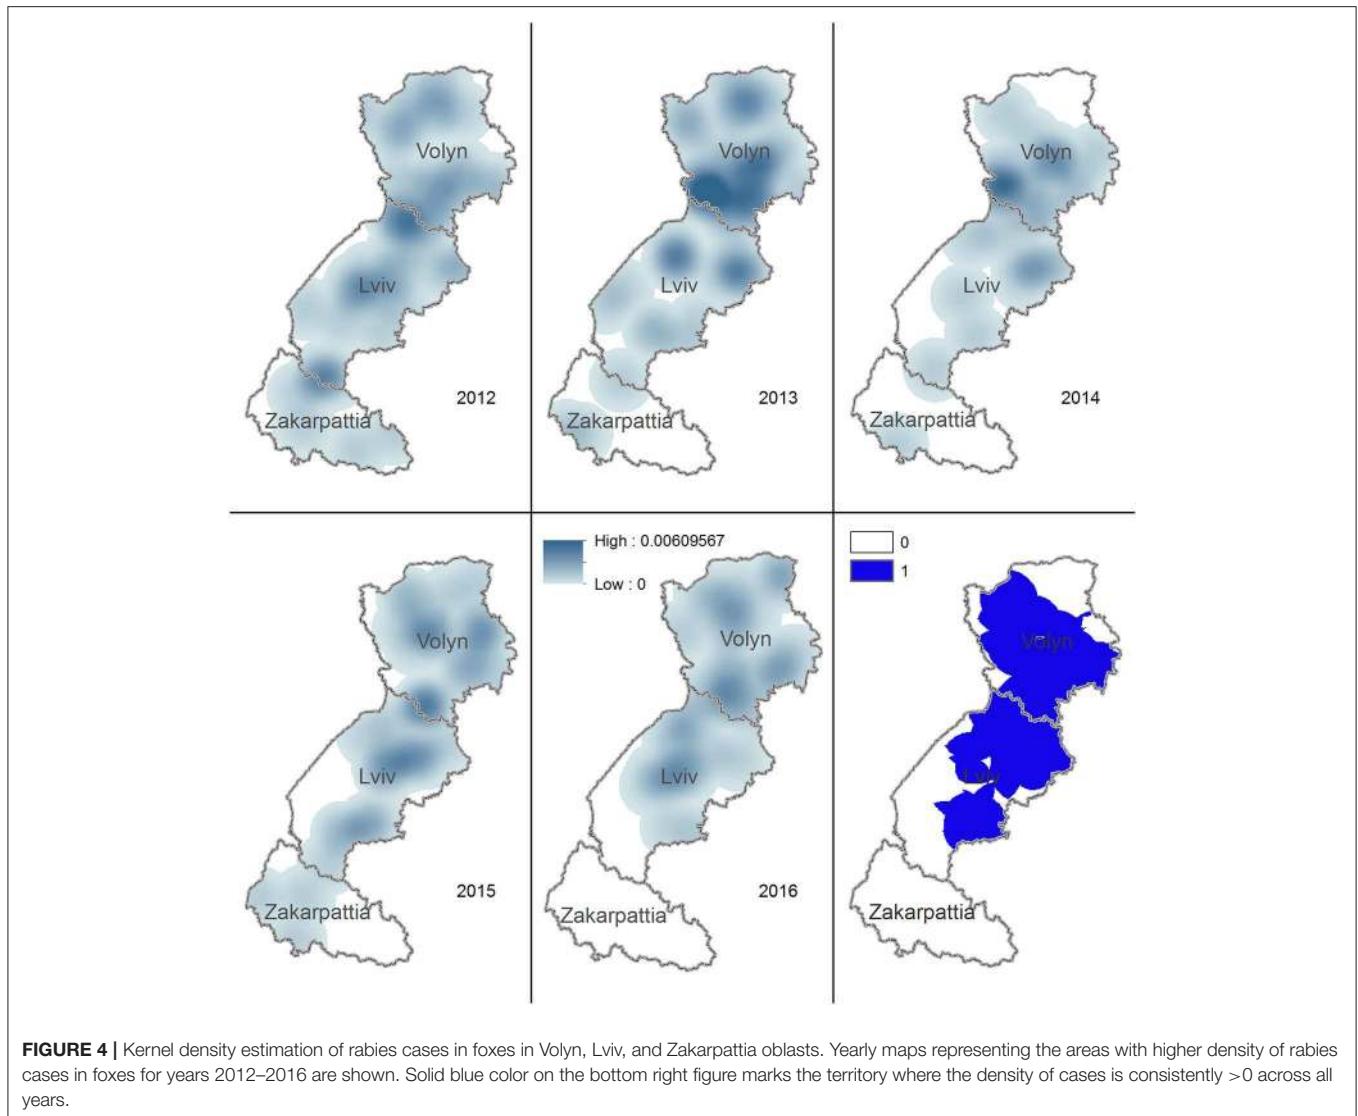 Volyn
Lviv
Zakarpattia
2012
Volyn
Lviv
Zakarpattia
2013
Volyn
Lviv
Zakarpattia
2014
Volyn
Lviv
Zakarpattia
2015
High : 0.00609567
Low : 0
Volyn
Lviv
Zakarpattia
2016
0
1
Volyn
Lviv
Zakarpattia
FIGURE 4 | Kernel density estimation of rabies cases in foxes in Volyn, Lviv, and Zakarpattia oblasts. Yearly maps representing the areas with higher density of rabies
cases in foxes for years 2012–2016 are shown. Solid blue color on the bottom right figure marks the territory where the density of cases is consistently >0 across all
years.